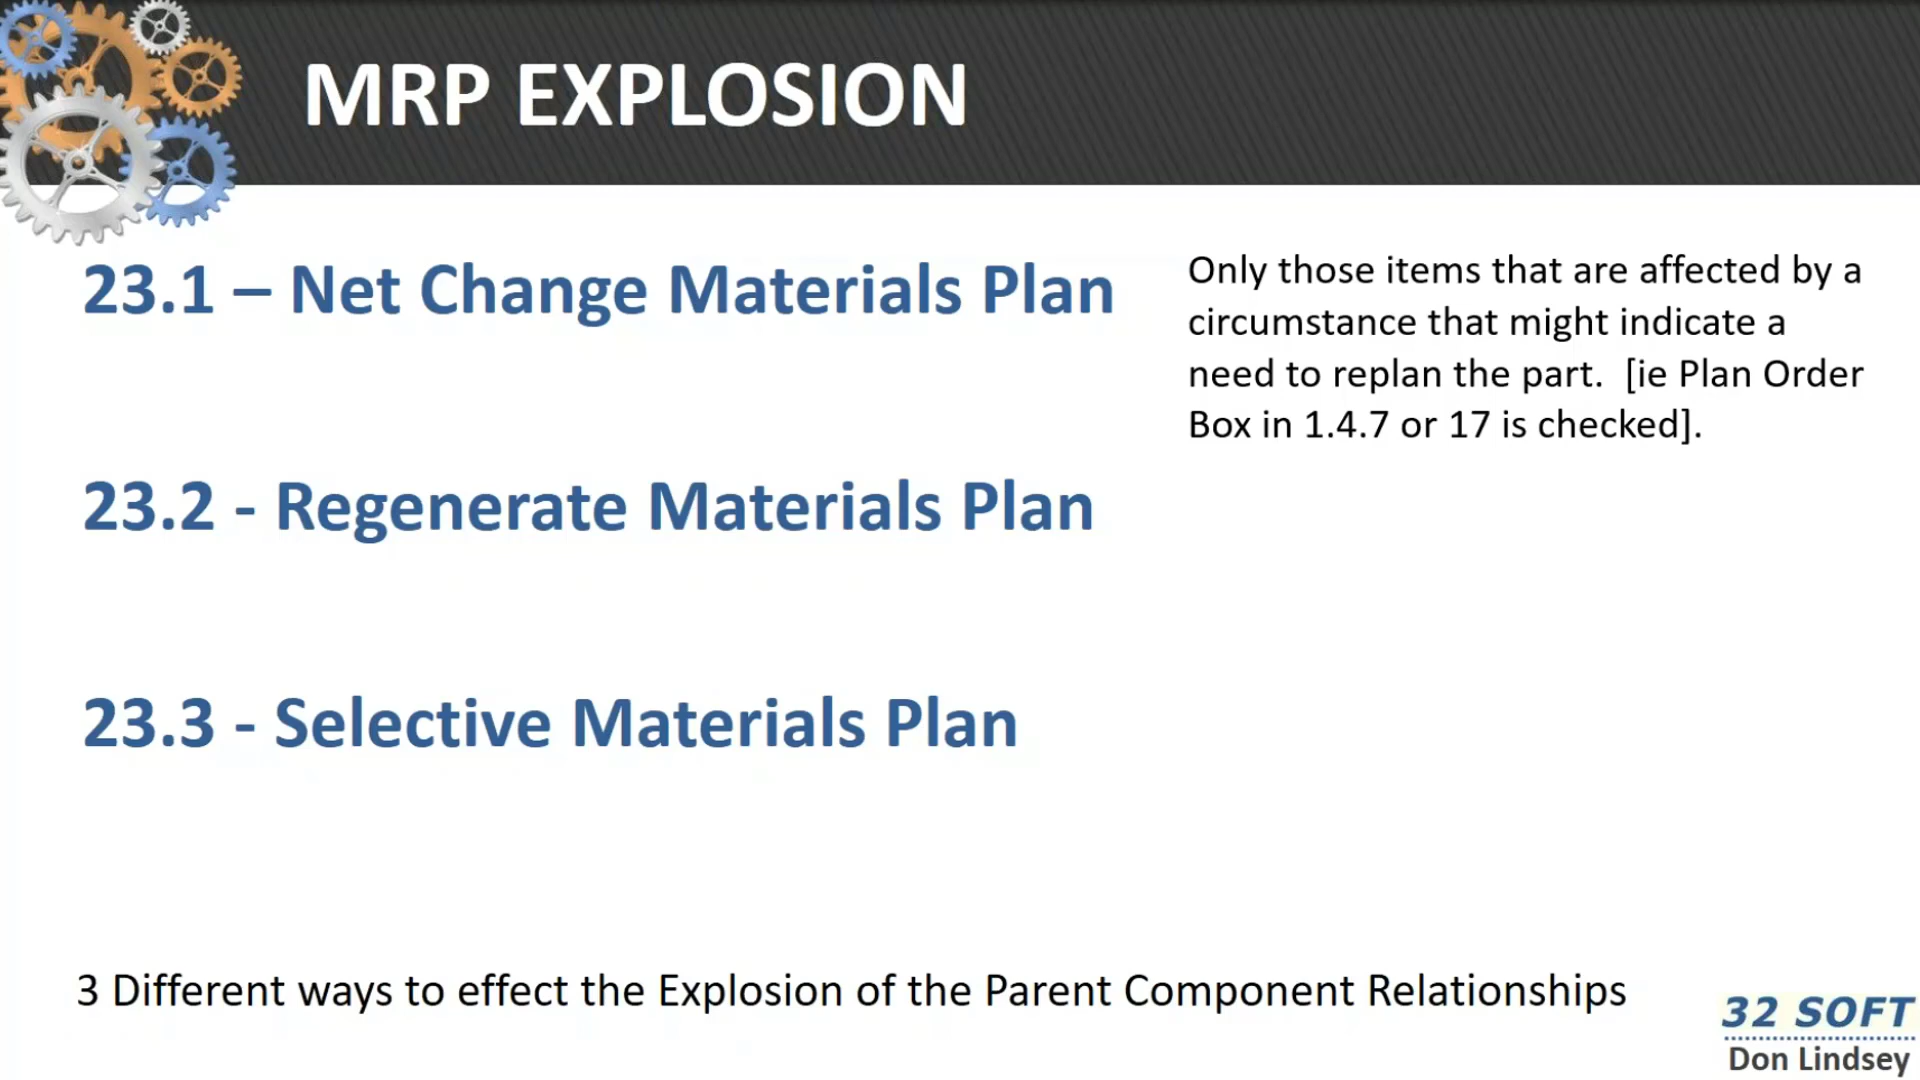 MRP EXPLOSION
23.1 – Net Change Materials Plan
Only those items that are affected by a
circumstance that might indicate a
need to replan the part.  [ie Plan Order
Box in 1.4.7 or 17 is checked].
23.2 - Regenerate Materials Plan
23.3 - Selective Materials Plan
3 Different ways to effect the Explosion of the Parent Component Relationships
32 SOFT
Don Lindsey